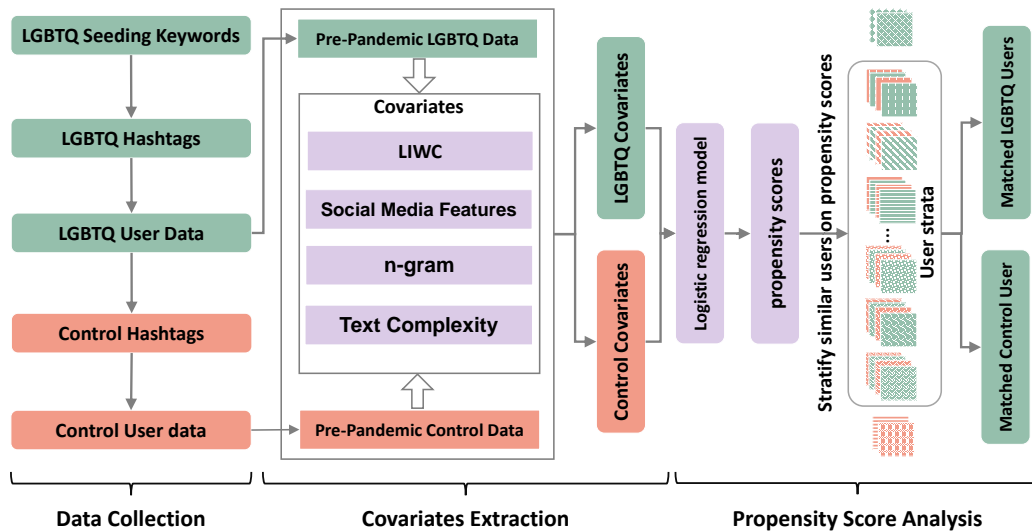 LGBTQ Seeding Keywords
LGBTQ Hashtags
LGBTQ User Data
Control Hashtags
Control User data
Pre-Pandemic LGBTQ Data
Covariates
LIWC
Social Media Features
n-gram
Text Complexity
Pre-Pandemic Control Data
LGBTQ Covariates
Control Covariates
Logistic regression model
propensity scores
Stratify similar users on propensity scores
...
User strata
Matched LGBTQ Users
Matched Control User
Data Collection
Covariates Extraction
Propensity Score Analysis